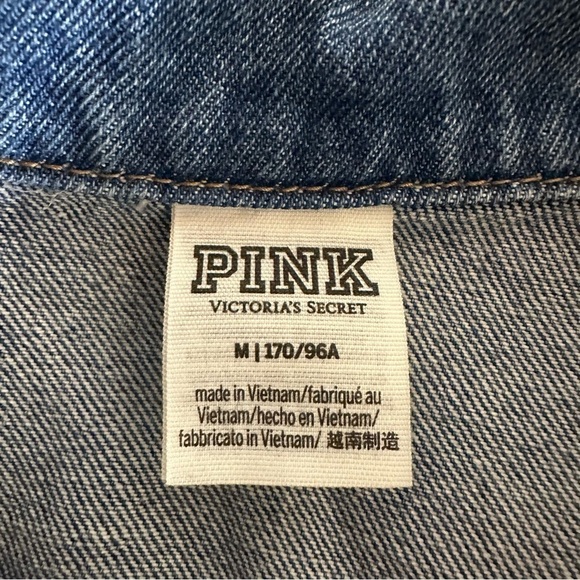 PINK
VICTORIA'S SECRET
M | 170/96A
made in Vietnam/fabriqué au
Vietnam/hecho en Vietnam/
fabbricato in Vietnam/ 越南制造